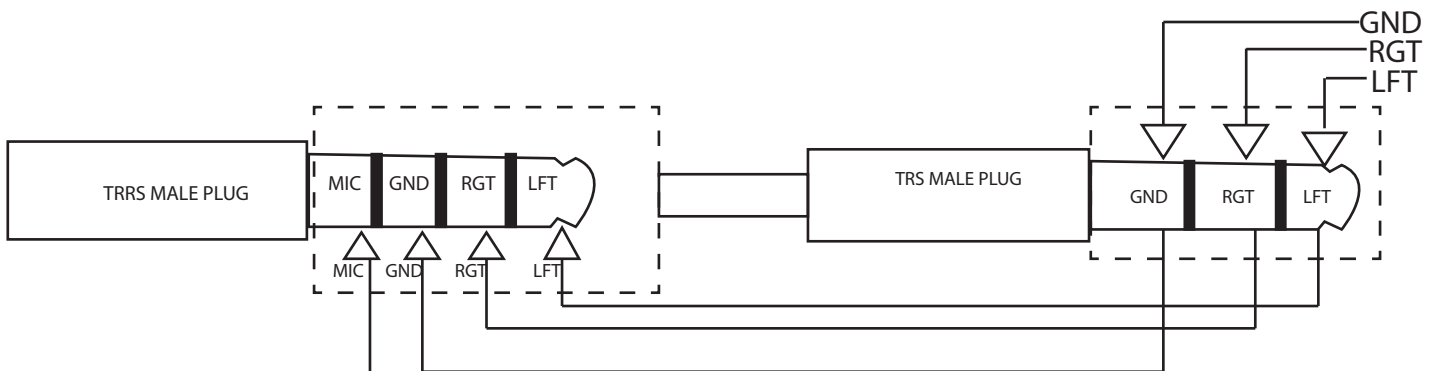 GND
RGT
LFT
TRRS MALE PLUG
MIC GND RGT LFT
TRS MALE PLUG
GND RGT LFT
MIC GND RGT LFT